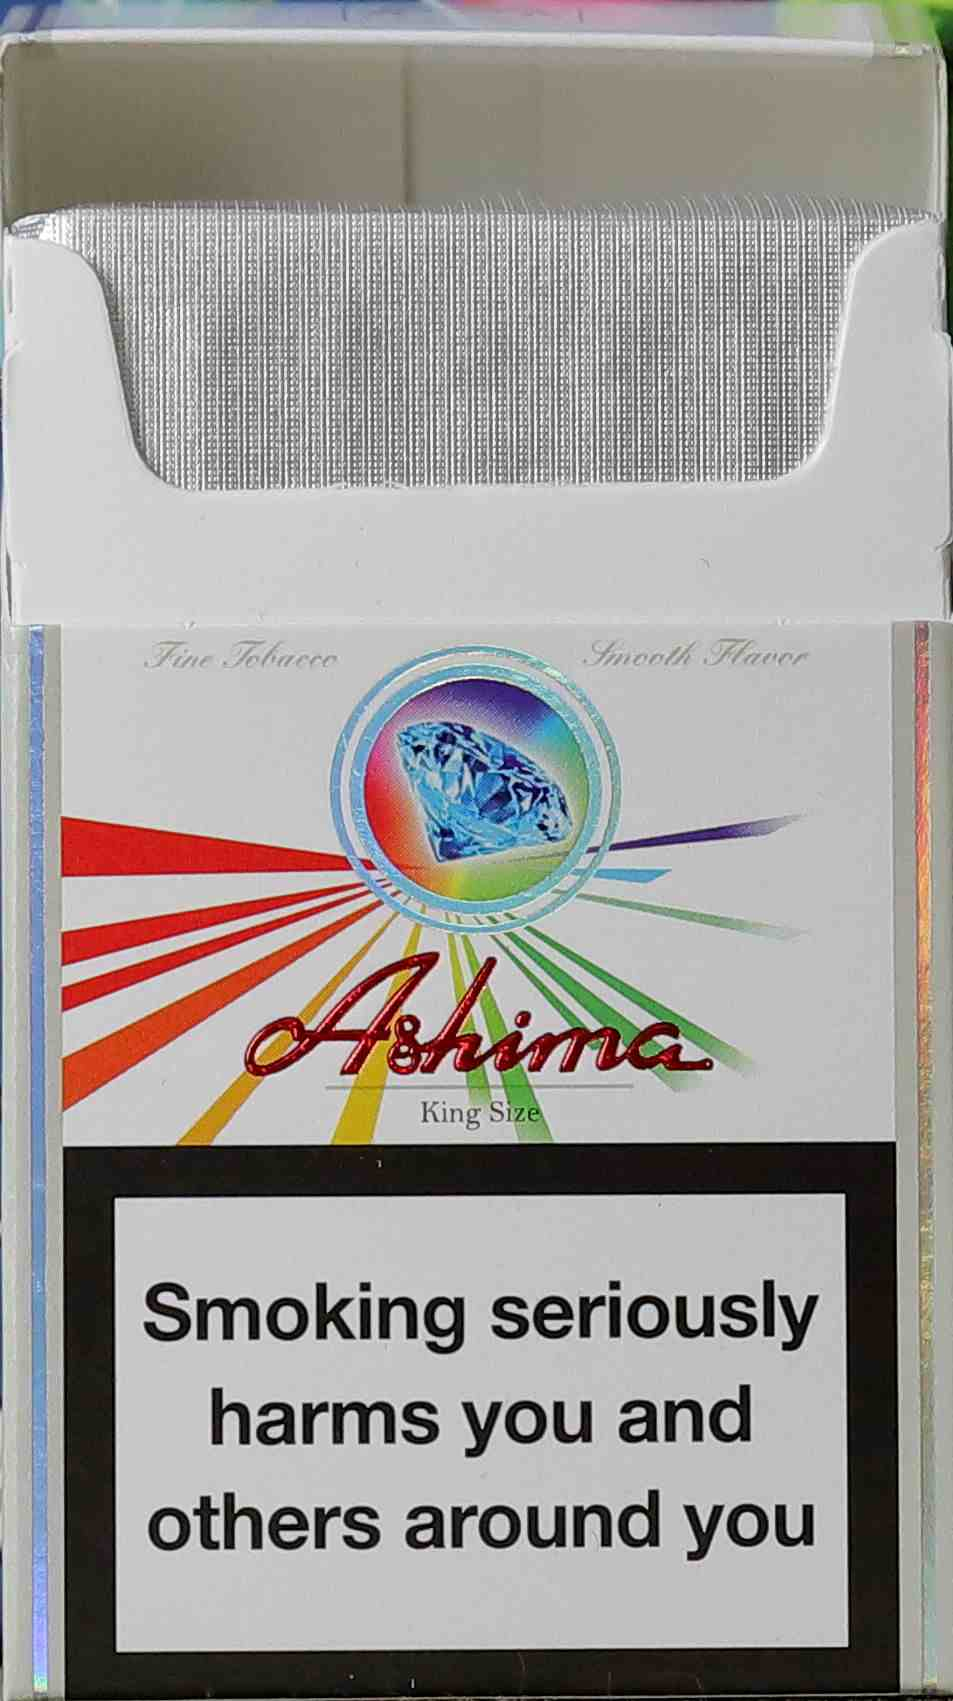 Fine Tobacco Smooth Flavor
Ashima
King Size
Smoking seriously
harms you and
others around you